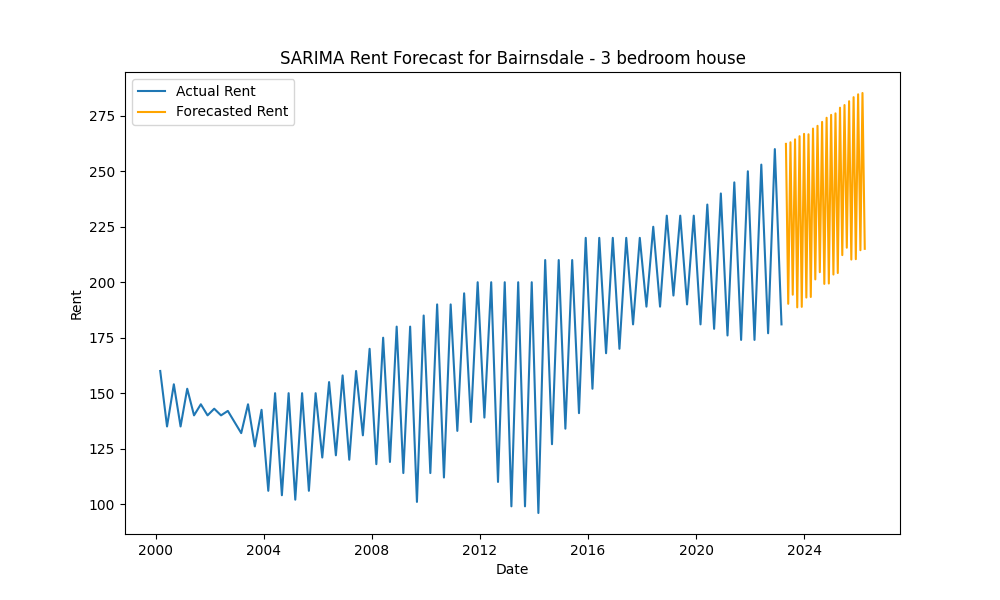 SARIMA Rent Forecast for Bairnsdale - 3 bedroom house
Actual Rent
Forecasted Rent
275
250
225
200
175
150
125
100
Rent
2000 2004 2008 2012 2016 2020 2024
Date